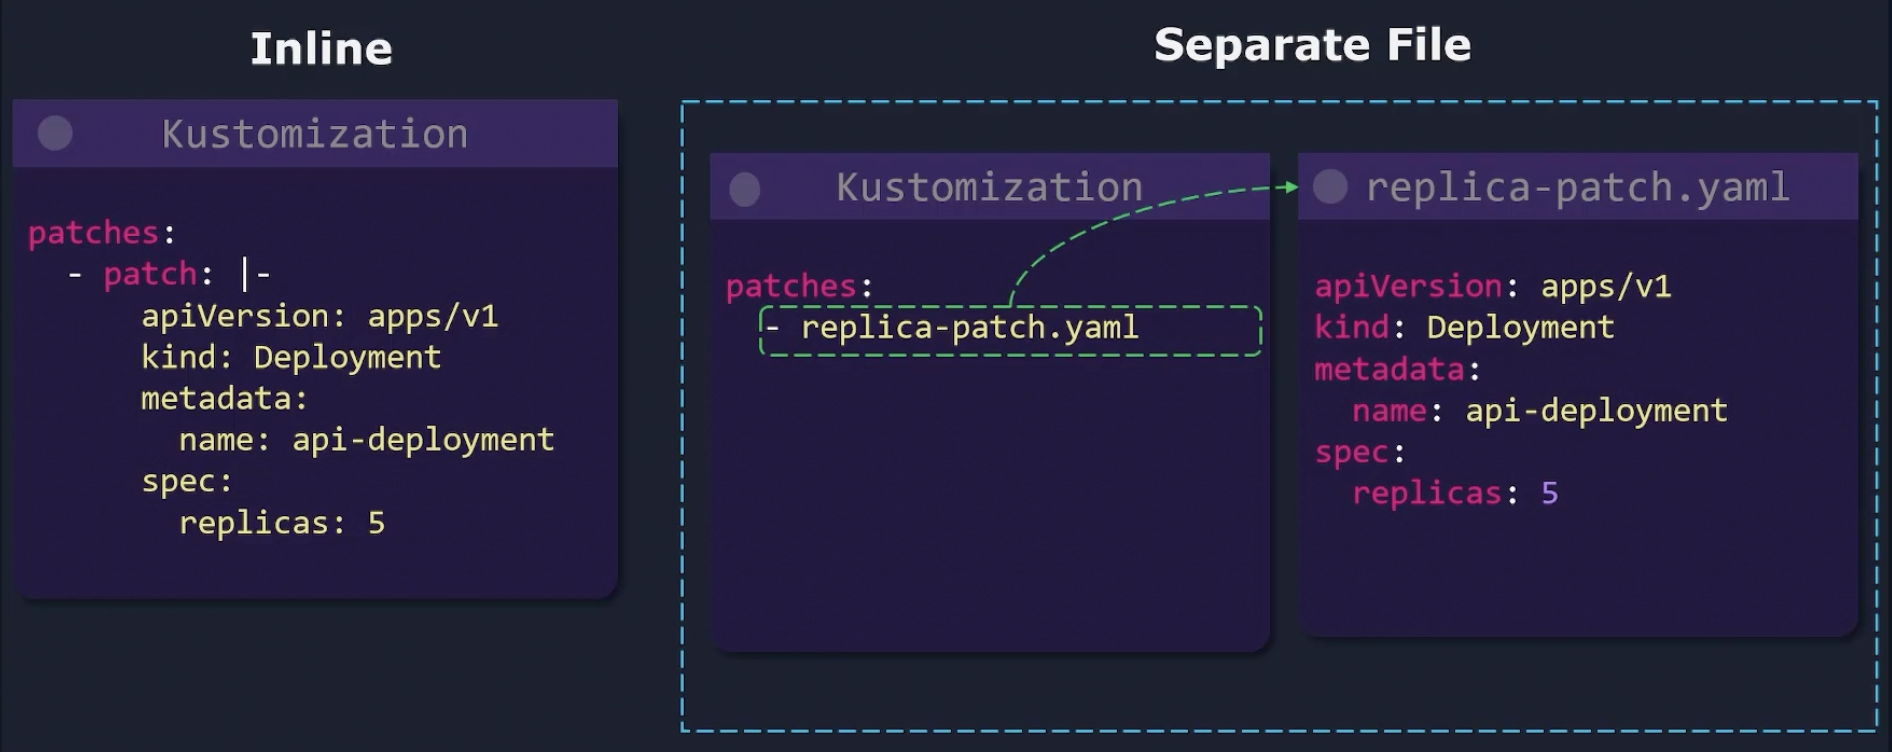 Inline
Kustomization
patches:
  - patch: |-
      apiVersion: apps/v1
      kind: Deployment
      metadata:
        name: api-deployment
      spec:
        replicas: 5
Separate File
Kustomization
patches:
  - replica-patch.yaml
replica-patch.yaml
apiVersion: apps/v1
kind: Deployment
metadata:
  name: api-deployment
spec:
  replicas: 5